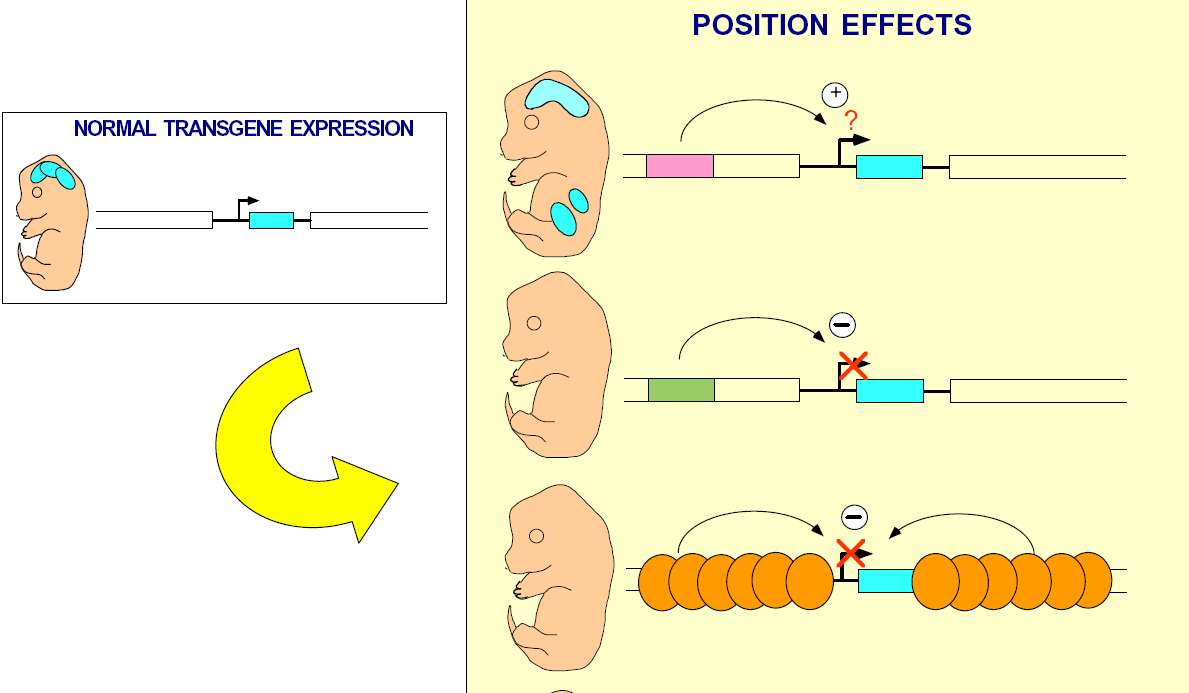 POSITION EFFECTS
NORMAL TRANSGENE EXPRESSION
+
?
−
−